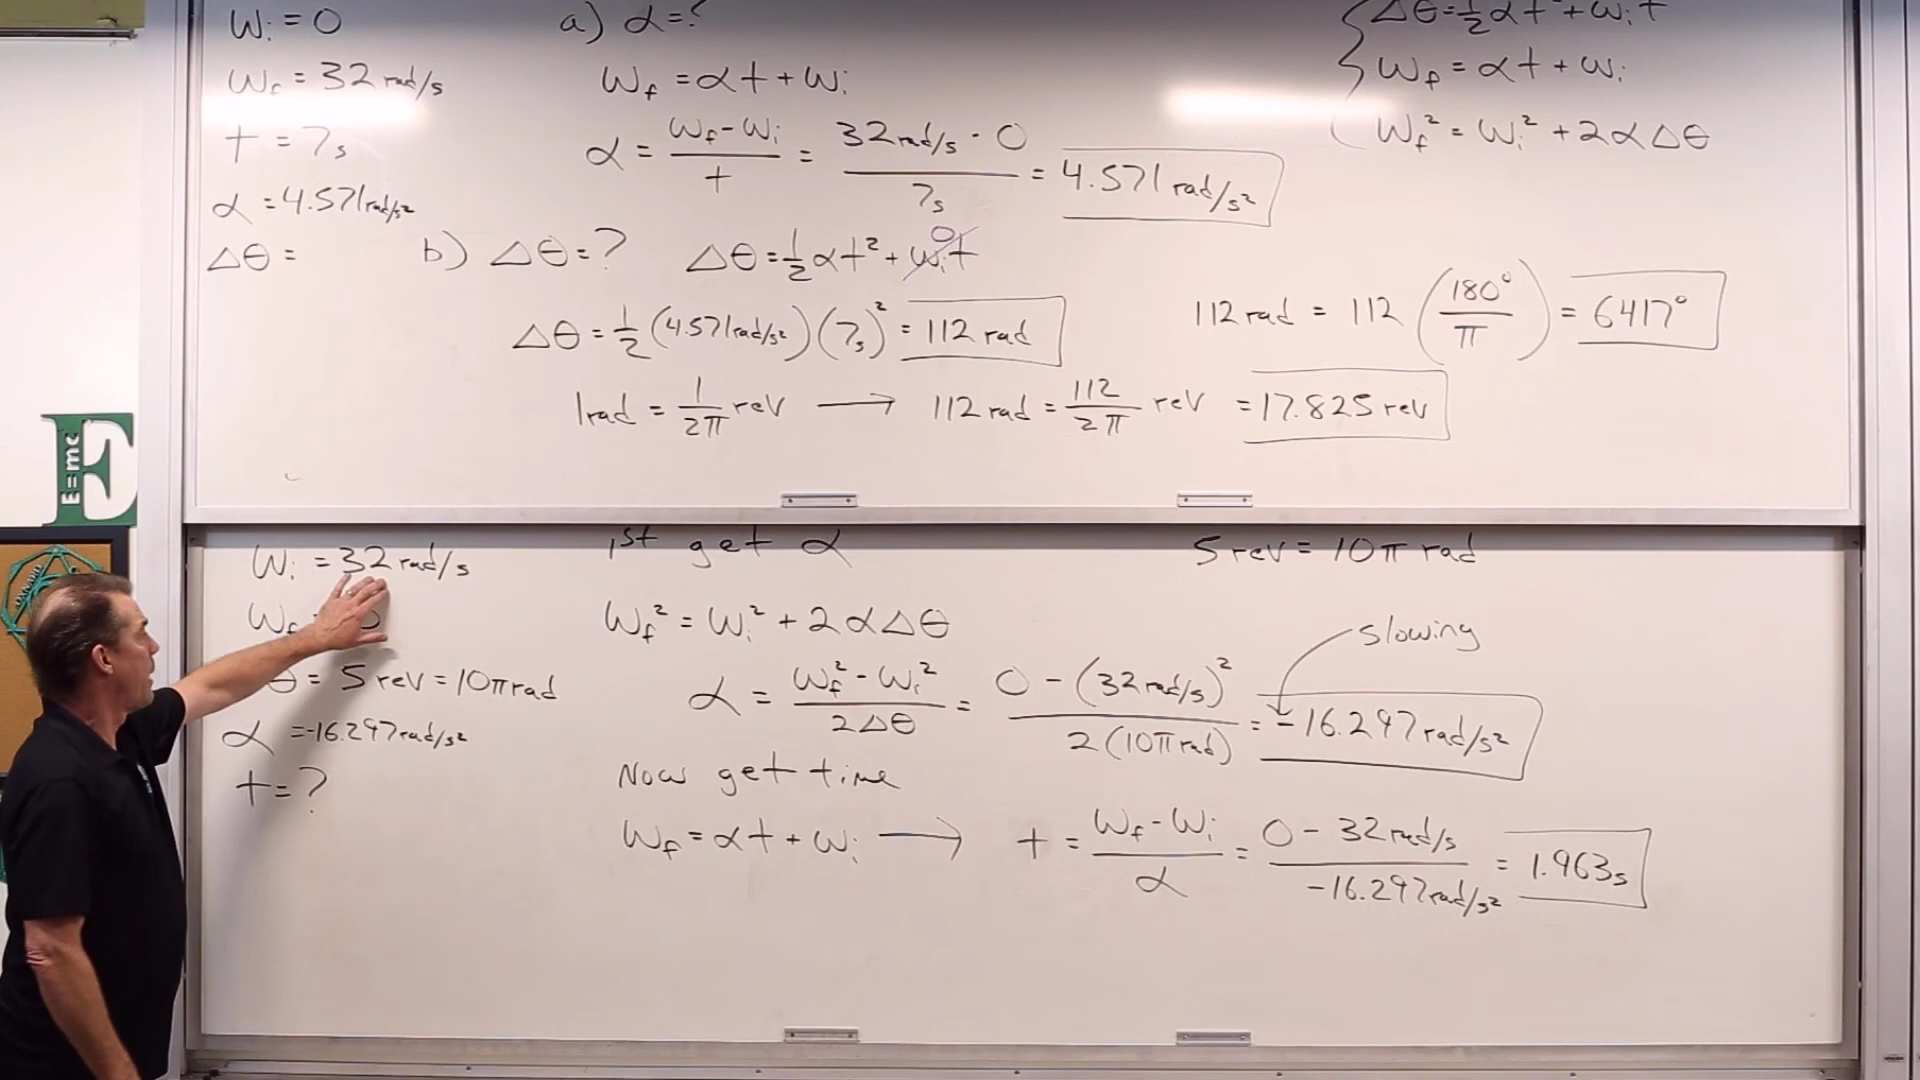 ωi = 0
ωf = 32 rad/s
t = 7s
α = 4.571 rad/s²
Δθ =
a) α = ?
ωf = αt + ωi
α = (ωf - ωi)/t = (32 rad/s - 0)/7s = 4.571 rad/s²
Δθ = ½αt² + ωit
ωf = αt + ωi
ωf² = ωi² + 2αΔθ
b) Δθ = ? Δθ = ½αt² + ωit 0
Δθ = ½(4.571 rad/s²)(7s)² = 112 rad
112 rad = 112 (180°/π) = 6417°
1 rad = 1/2π rev → 112 rad = 112/2π rev = 17.825 rev
E=mc
E
ωi = 32 rad/s
ωf = 0
θ = 5 rev = 10π rad
α = -16.297 rad/s²
t = ?
1st get α
5 rev = 10π rad
ωf² = ωi² + 2αΔθ
slowing
α = (ωf² - ωi²)/2Δθ = (0 - (32 rad/s)²)/2(10π rad) = -16.297 rad/s²
Now get time
ωf = αt + ωi → t = (ωf - ωi)/α = (0 - 32 rad/s)/-16.297 rad/s² = 1.963s